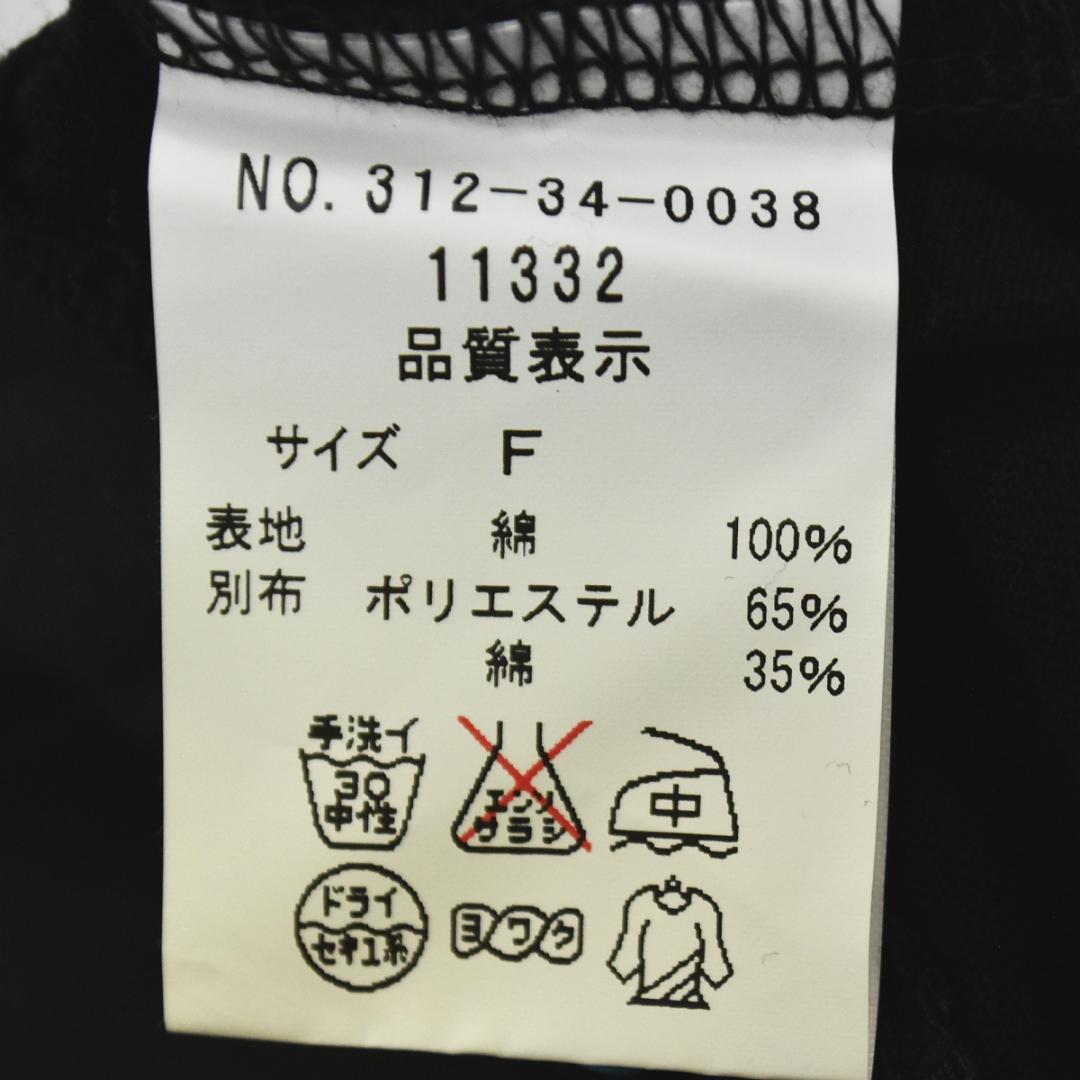 NO. 312-34-0038
11332
品質表示
サイズ F
表地 綿 100%
別布 ポリエステル 65%
綿 35%
手洗イ
30
中性
エンソ
サラシ
中
ドライ
セキユ系
ヨワク